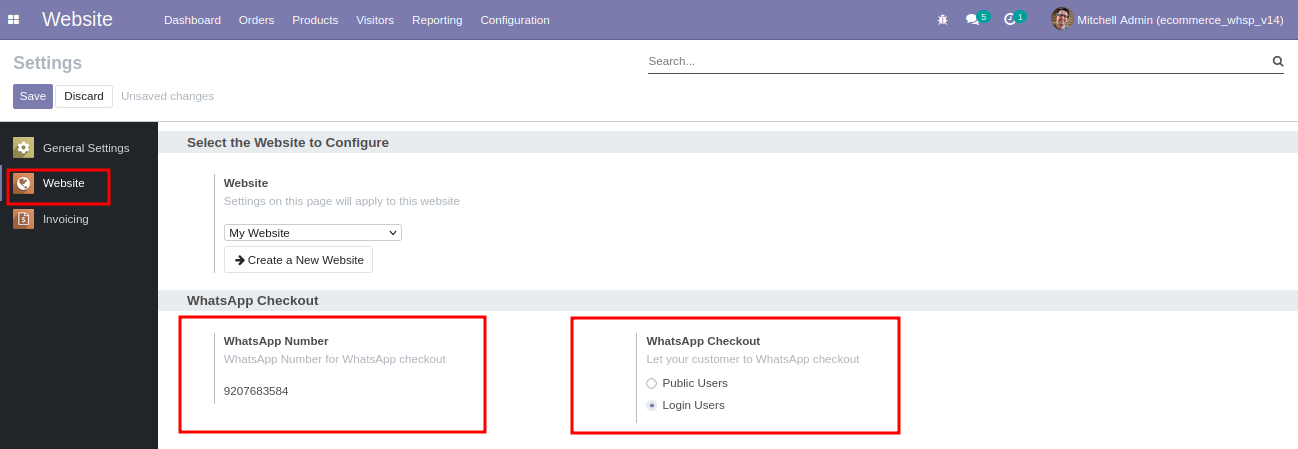 Website Dashboard Orders Products Visitors Reporting Configuration 5 1 Mitchell Admin (ecommerce_whsp_v14)
Settings
Search...
Save Discard Unsaved changes
General Settings
Website
Invoicing
Select the Website to Configure
Website
Settings on this page will apply to this website
My Website
Create a New Website
WhatsApp Checkout
WhatsApp Number
WhatsApp Number for WhatsApp checkout
9207683584
WhatsApp Checkout
Let your customer to WhatsApp checkout
Public Users
Login Users